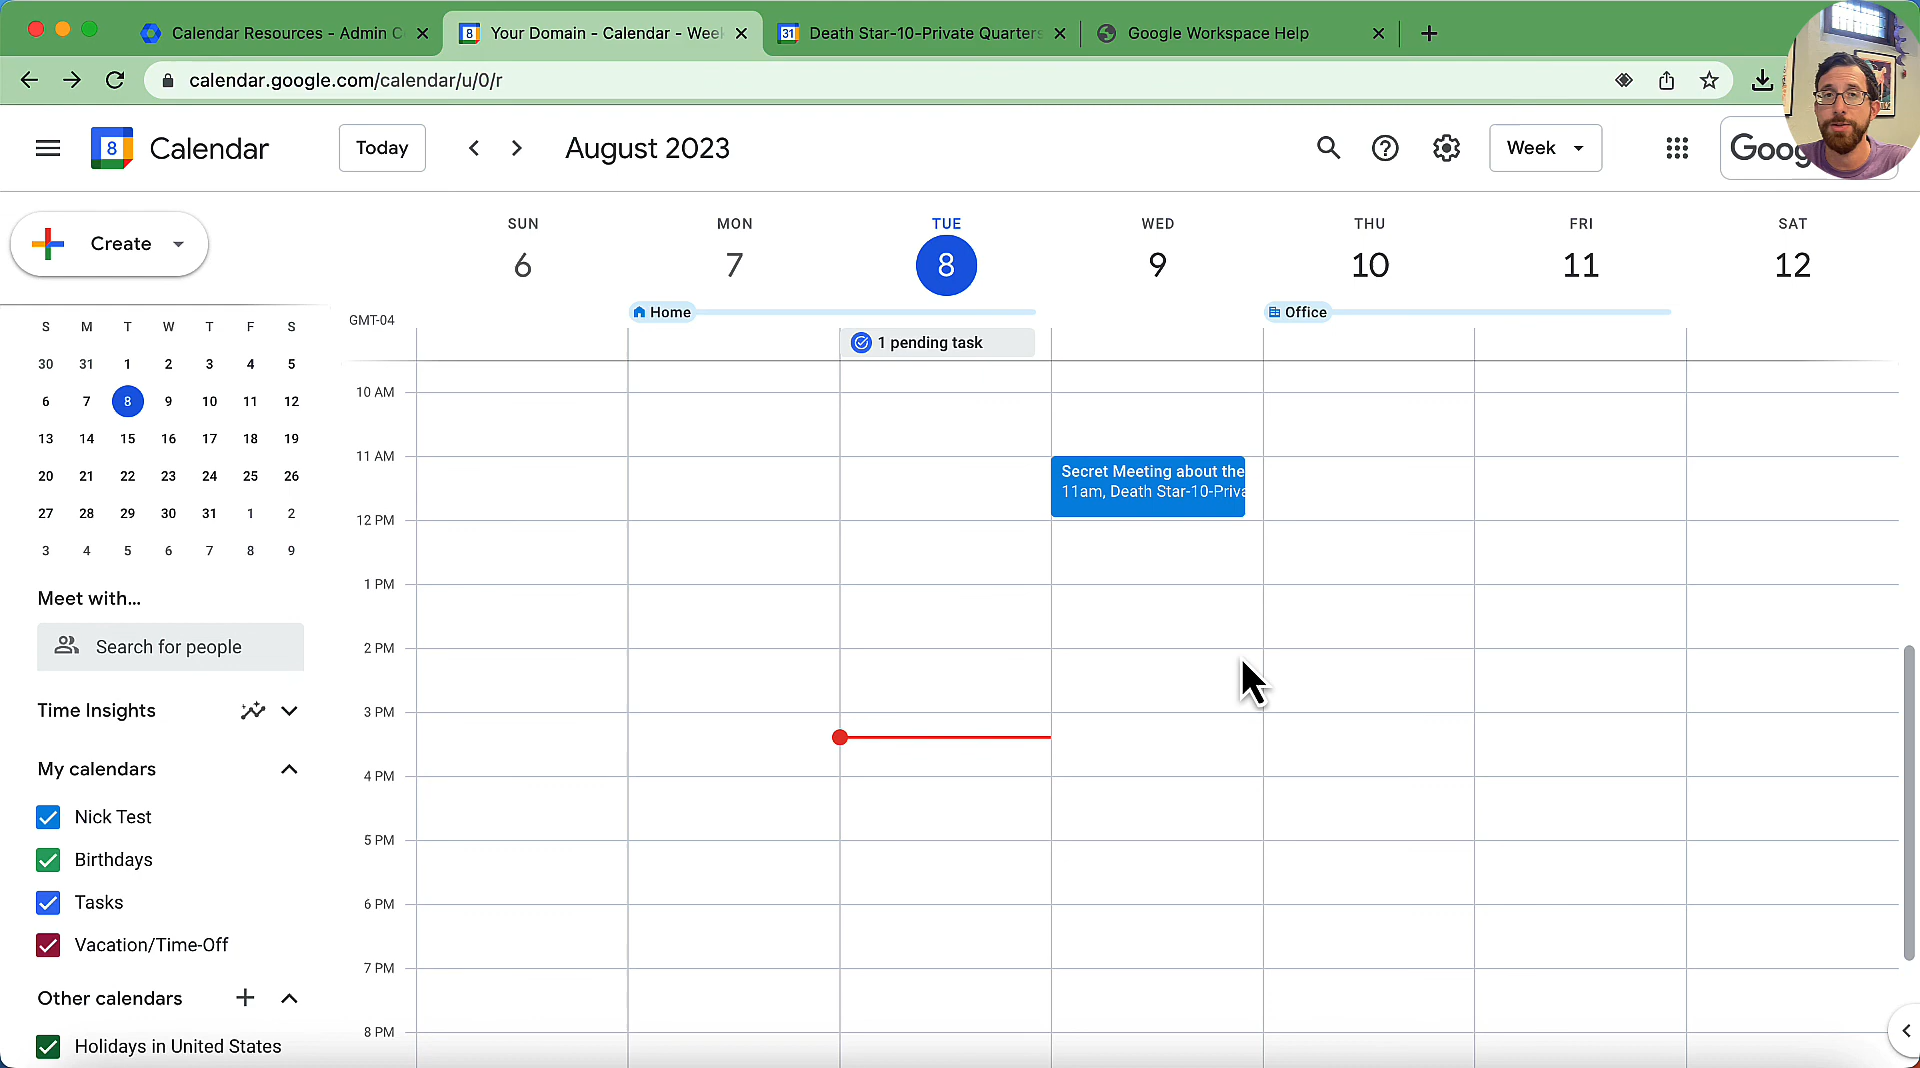 Calendar Resources - Admin C
Your Domain - Calendar - Week
Death Star-10-Private Quarters
Google Workspace Help
calendar.google.com/calendar/u/0/r
8
Calendar
Today
August 2023
Week
Goog
Create
SUN
MON
TUE
WED
THU
FRI
SAT
6
7
8
9
10
11
12
GMT-04
Home
Office
1 pending task
S M T W T F S
30 31 1 2 3 4 5
6 7 8 9 10 11 12
13 14 15 16 17 18 19
20 21 22 23 24 25 26
27 28 29 30 31 1 2
3 4 5 6 7 8 9
10 AM
11 AM
Secret Meeting about the
11am, Death Star-10-Priva
12 PM
1 PM
2 PM
3 PM
4 PM
5 PM
6 PM
7 PM
8 PM
Meet with...
Search for people
Time Insights
My calendars
Nick Test
Birthdays
Tasks
Vacation/Time-Off
Other calendars
Holidays in United States